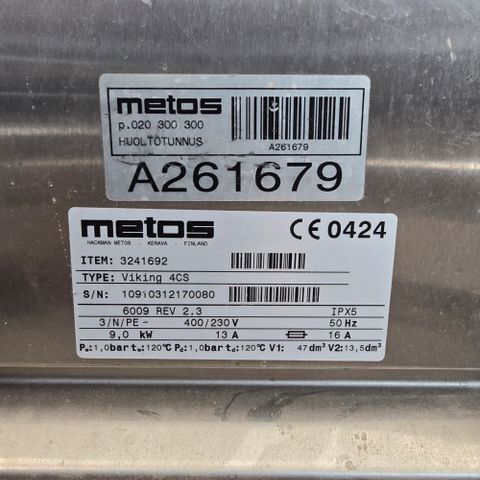 metos
p.020 300 300
HUOLTOTUNNUS
A261679
A261679
metos
HACKMAN METOS - KERAVA - FINLAND
CE 0424
ITEM: 3241692
TYPE: Viking 4CS
S/N: 10910312170080
6009 REV 2.3 IPX5
3/N/PE~ 400/230 V 50 Hz
9,0 kW 13 A 16 A
Ps:1,0bar ts:120°C Pd:1,0bar td:120°C V1: 47 dm³ V2:13,5dm³